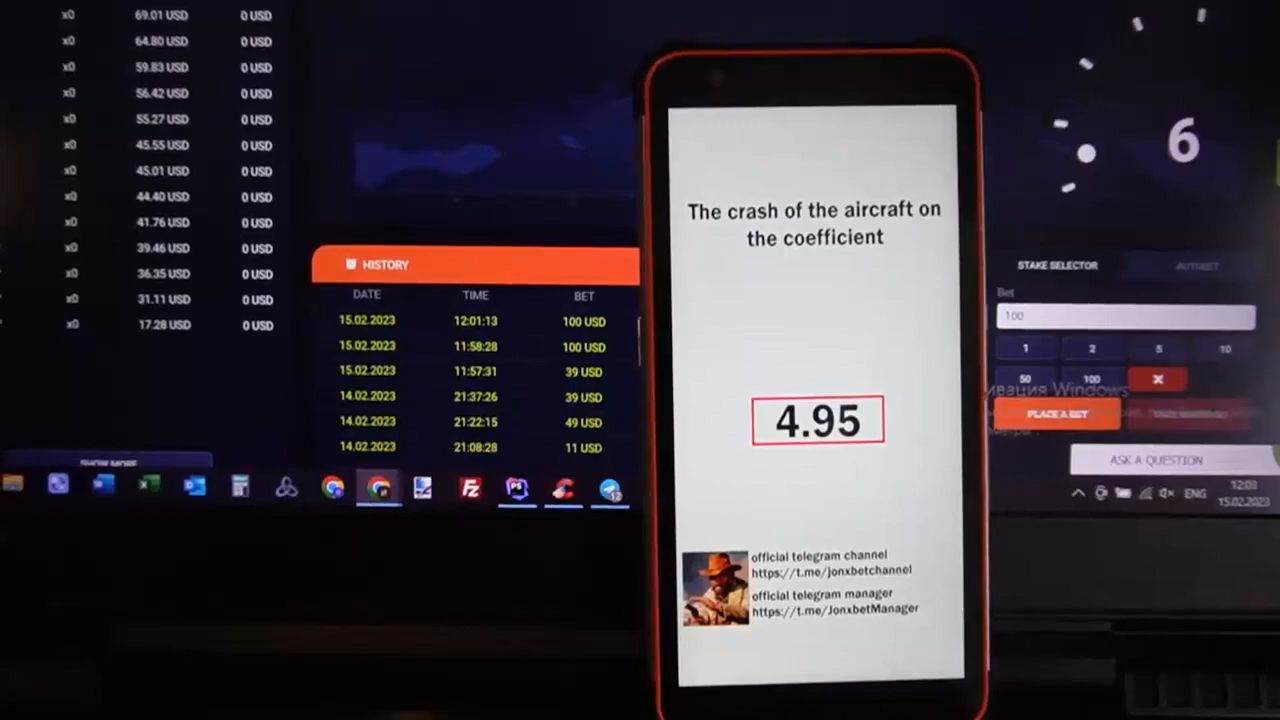 x0 69.01 USD 0 USD
x0 64.80 USD 0 USD
x0 59.83 USD 0 USD
x0 56.42 USD 0 USD
x0 55.27 USD 0 USD
x0 45.55 USD 0 USD
x0 45.01 USD 0 USD
x0 44.40 USD 0 USD
x0 41.76 USD 0 USD
x0 39.46 USD 0 USD
x0 36.35 USD 0 USD
x0 31.11 USD 0 USD
x0 17.28 USD 0 USD
SHOW MORE
HISTORY
DATE TIME BET
15.02.2023 12:01:13 100 USD
15.02.2023 11:58:28 100 USD
15.02.2023 11:57:31 39 USD
14.02.2023 21:37:26 39 USD
14.02.2023 21:22:15 49 USD
14.02.2023 21:08:28 11 USD
The crash of the aircraft on
the coefficient
4.95
official telegram channel
https://t.me/jonxbetchannel
official telegram manager
https://t.me/JonxbetManager
6
STAKE SELECTOR AUTOBET
Bet
100
1 2 5 10
50 100 X
ивация Windows
PLACE A BET
ASK A QUESTION
ENG
12:03
15.02.2023